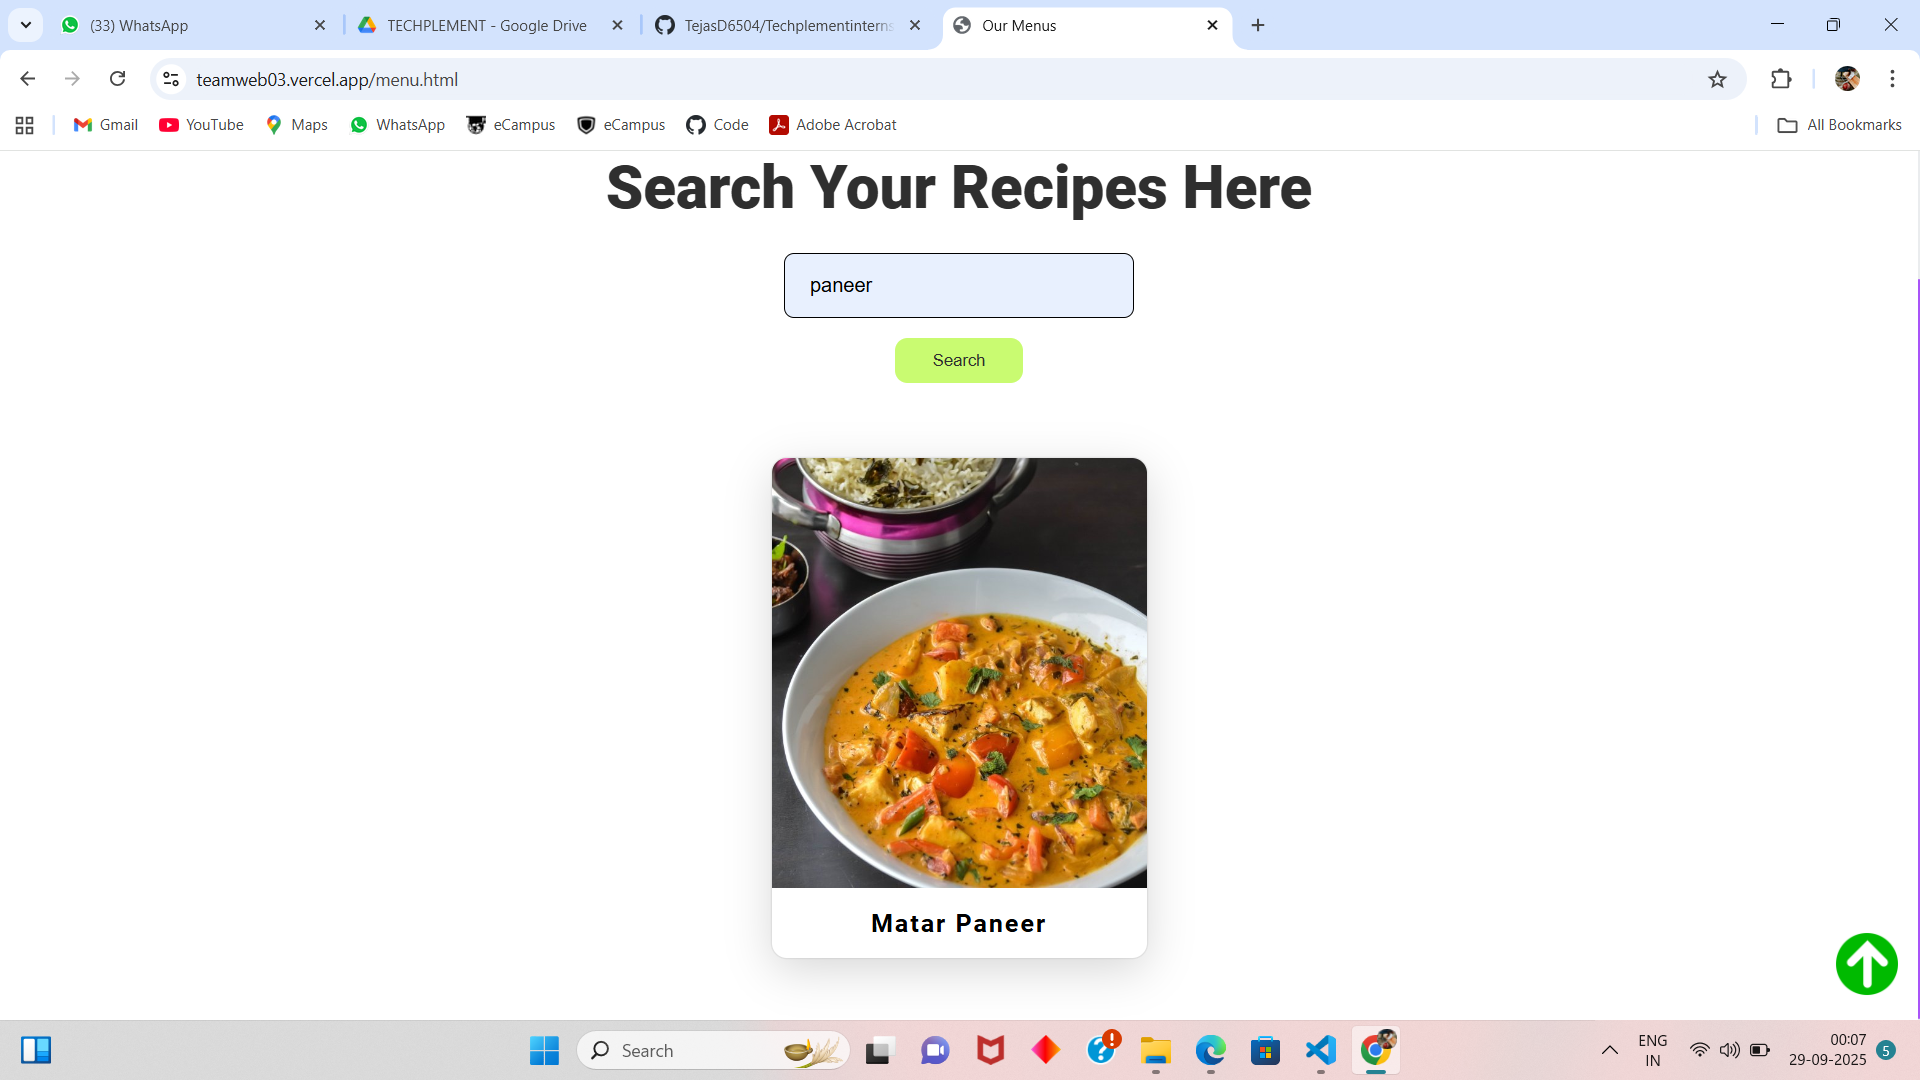 (33) WhatsApp
TECHPLEMENT - Google Drive
TejasD6504/Techplementinterns
Our Menus
teamweb03.vercel.app/menu.html
Gmail
YouTube
Maps
WhatsApp
eCampus
eCampus
Code
Adobe Acrobat
All Bookmarks
Search Your Recipes Here
paneer
Search
Matar Paneer
Search
ENG
IN
00:07
29-09-2025
5